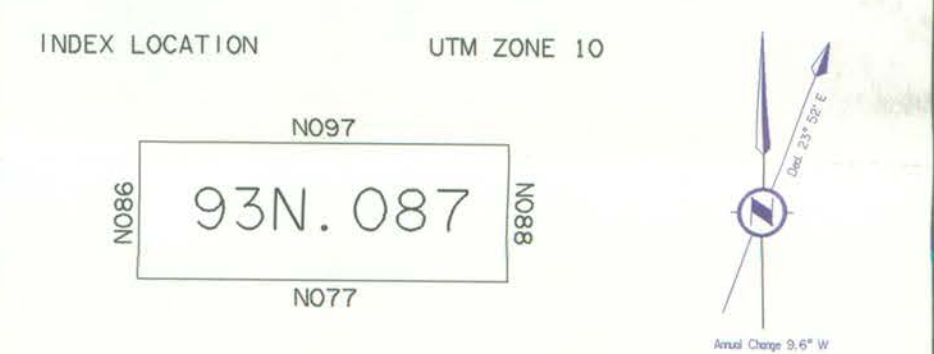 INDEX LOCATION
UTM ZONE 10
N097
N086
93N.087
N088
N077
Decl. 23° 52' E
Annual Change 9.6" W